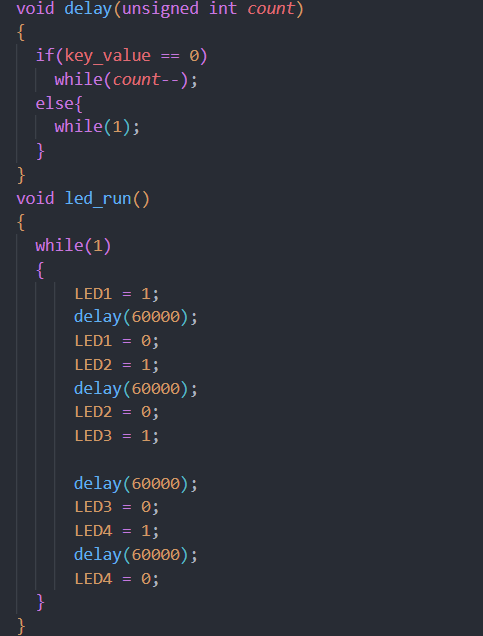 void delay(unsigned int count)
{
  if(key_value == 0)
    while(count--);
  else{
    while(1);
  }
}
void led_run()
{
  while(1)
  {
      LED1 = 1;
      delay(60000);
      LED1 = 0;
      LED2 = 1;
      delay(60000);
      LED2 = 0;
      LED3 = 1;

      delay(60000);
      LED3 = 0;
      LED4 = 1;
      delay(60000);
      LED4 = 0;
  }
}